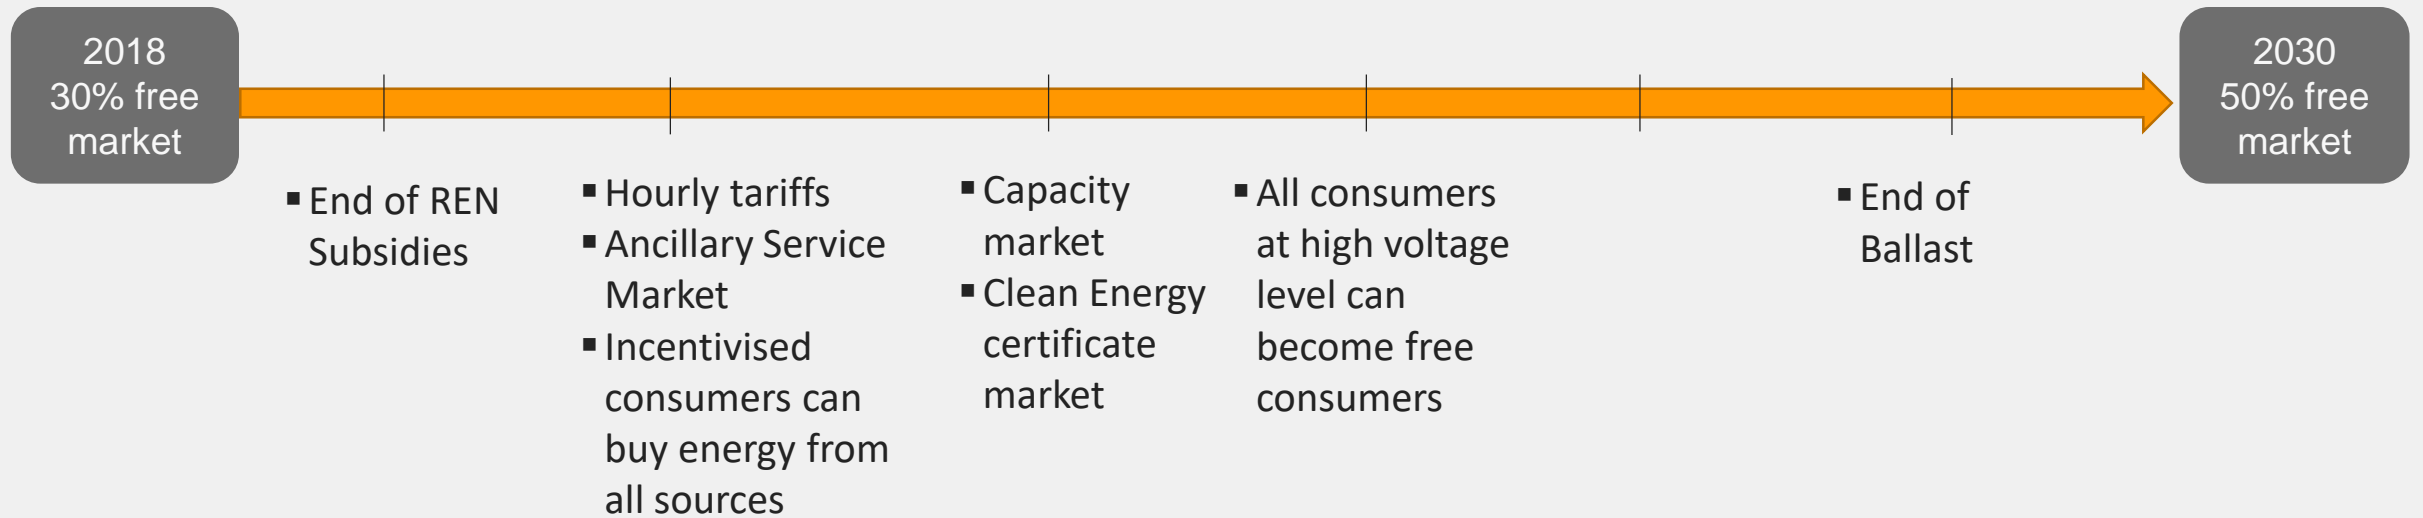 2018
30% free
market
2030
50% free
market
▪ End of REN
Subsidies
▪ Hourly tariffs
▪ Ancillary Service
Market
▪ Incentivised
consumers can
buy energy from
all sources
▪ Capacity
market
▪ Clean Energy
certificate
market
▪ All consumers
at high voltage
level can
become free
consumers
▪ End of
Ballast